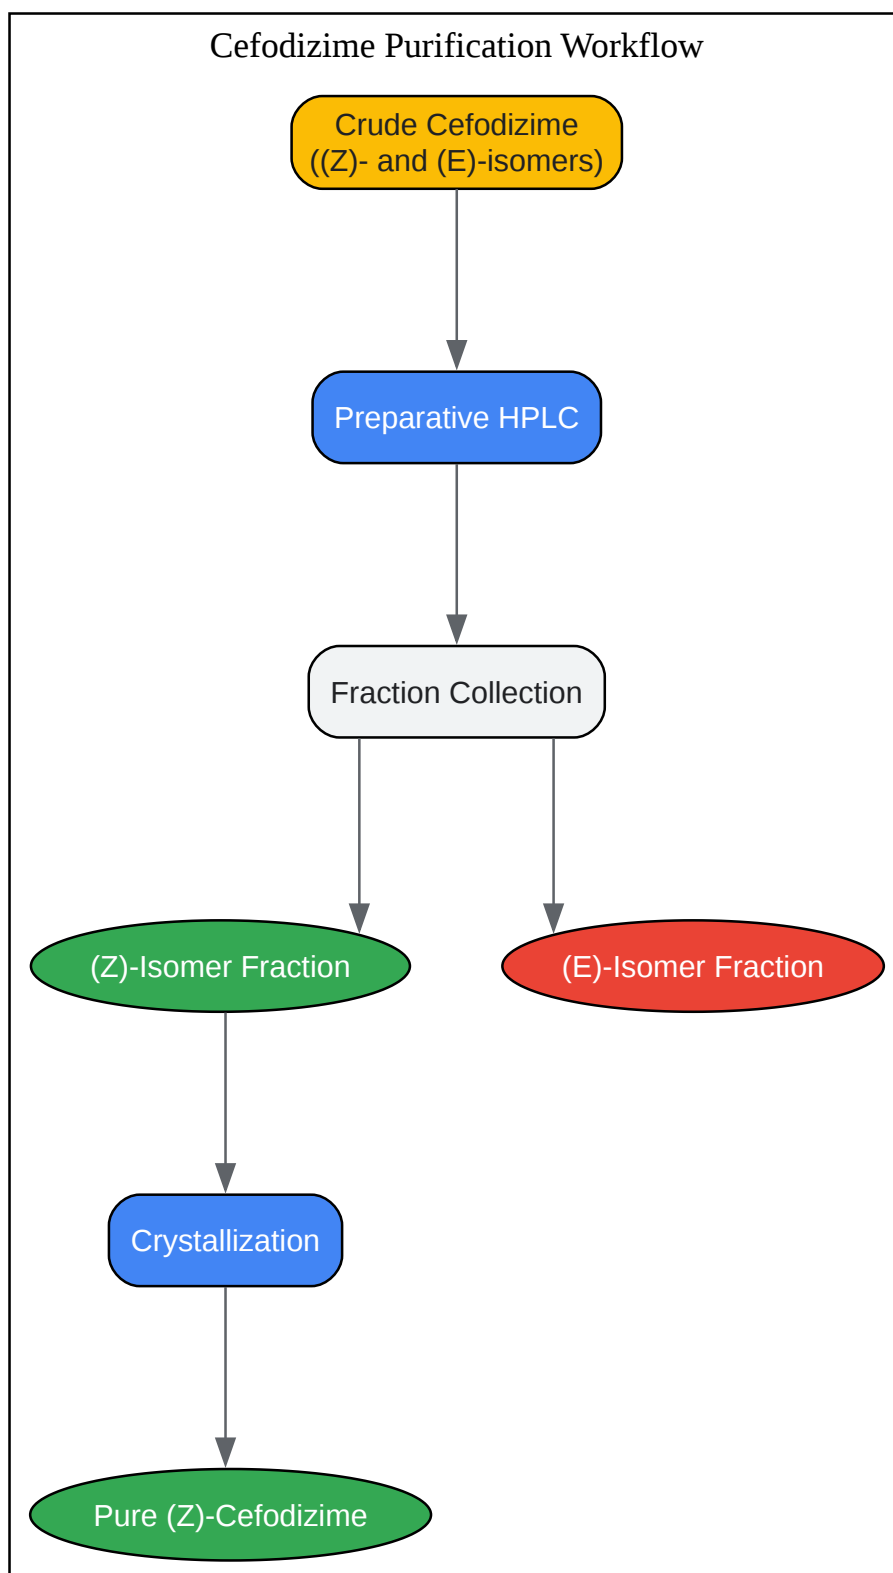 Cefodizime Purification Workflow
Crude Cefodizime
((Z)- and (E)-isomers)
Preparative HPLC
Fraction Collection
(Z)-Isomer Fraction
(E)-Isomer Fraction
Crystallization
Pure (Z)-Cefodizime